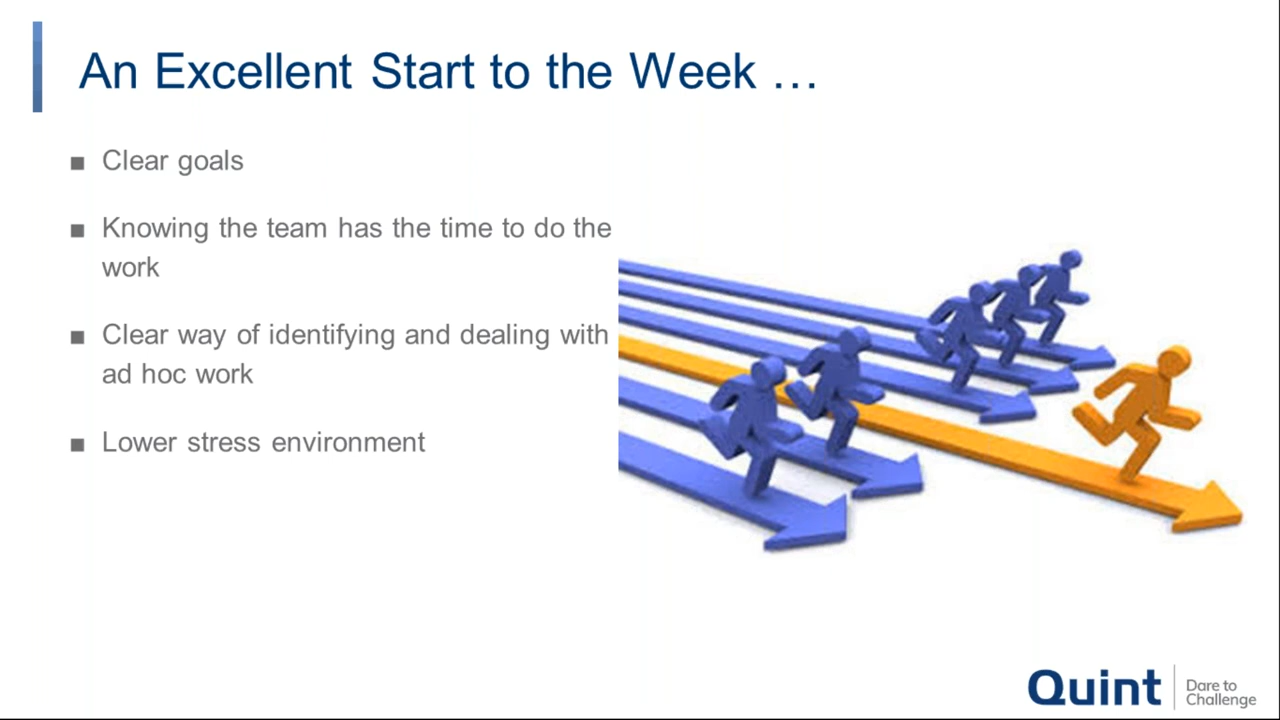 An Excellent Start to the Week …
■ Clear goals
■ Knowing the team has the time to do the
work
■ Clear way of identifying and dealing with
ad hoc work
■ Lower stress environment
Quint
Dare to
Challenge